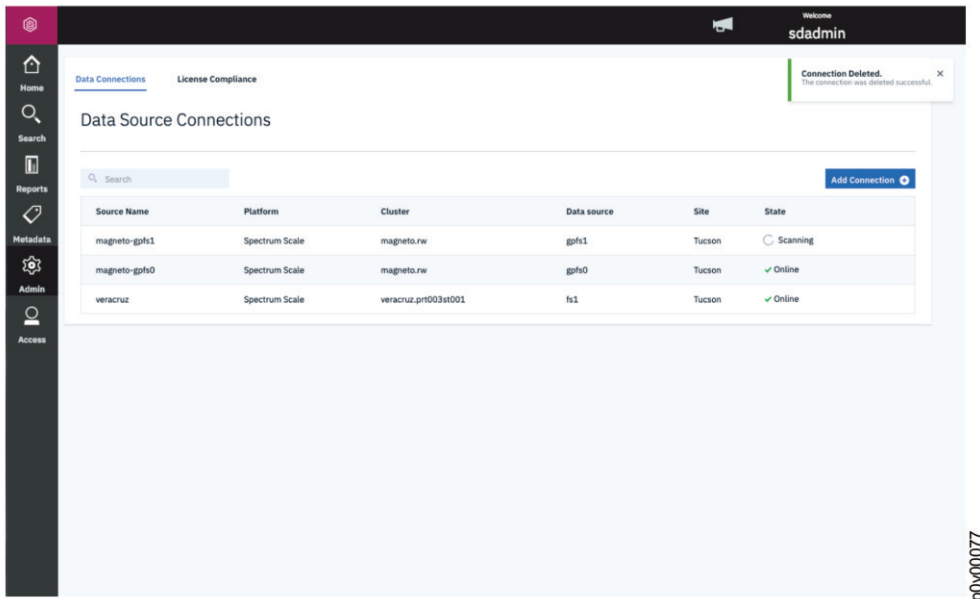 Welcome
sdadmin
Home
Search
Reports
Metadata
Admin
Access
Data Connections License Compliance
Connection Deleted.
The connection was deleted successful.
Data Source Connections
Search
Add Connection
Source Name Platform Cluster Data source Site State
magneto-gpfs1 Spectrum Scale magneto.rw gpfs1 Tucson Scanning
magneto-gpfs0 Spectrum Scale magneto.rw gpfs0 Tucson Online
veracruz Spectrum Scale veracruz.prt003st001 fs1 Tucson Online